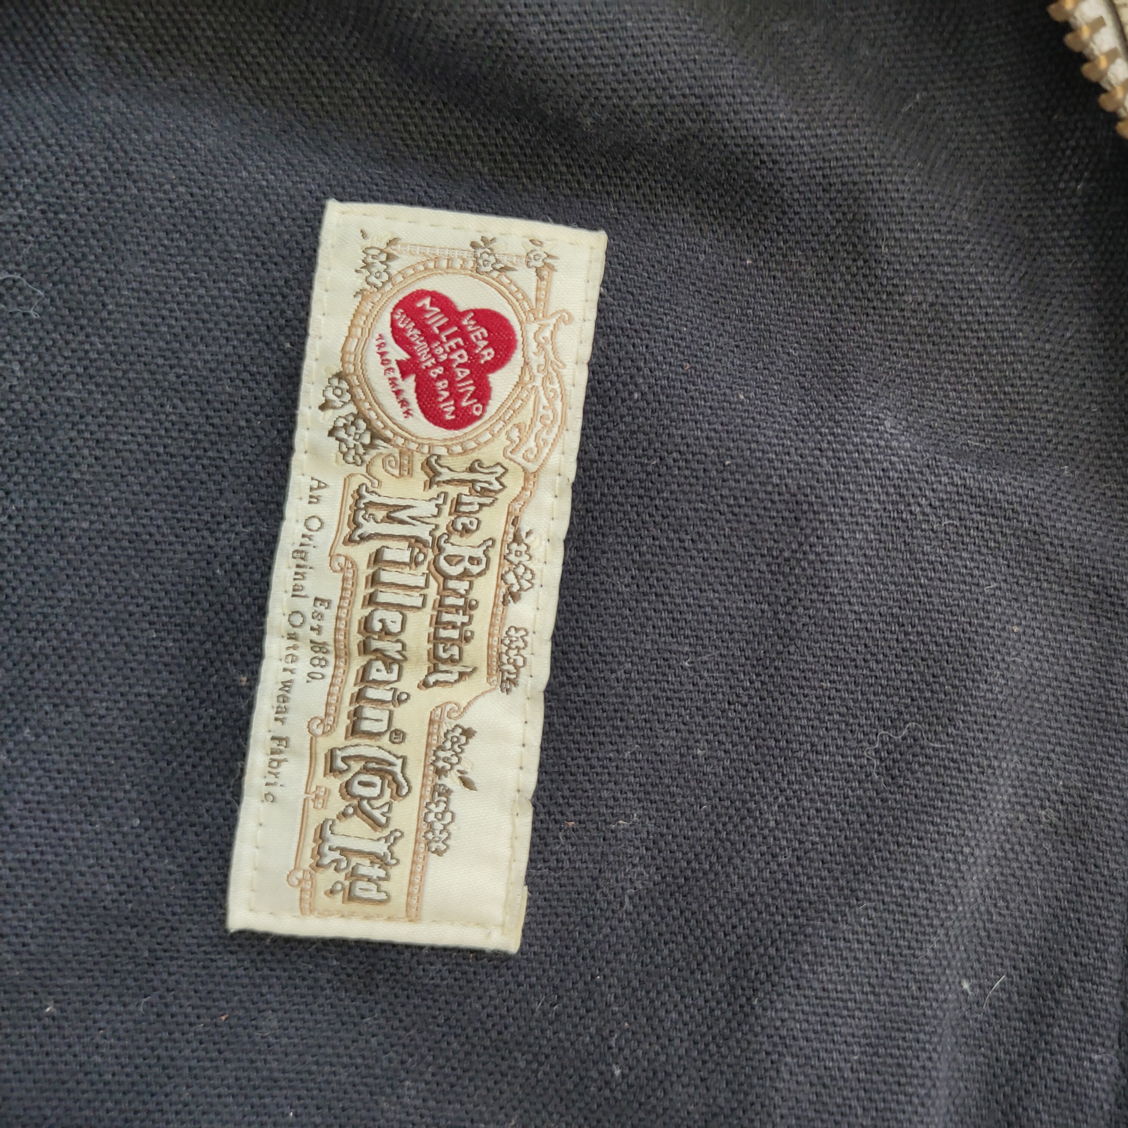 WEAR
MILLERAIN®
FOR
SUNSHINE & RAIN
TRADEMARK
The British
Millerain® Coy. Ltd
EST 1880.
An Original Outerwear Fabric